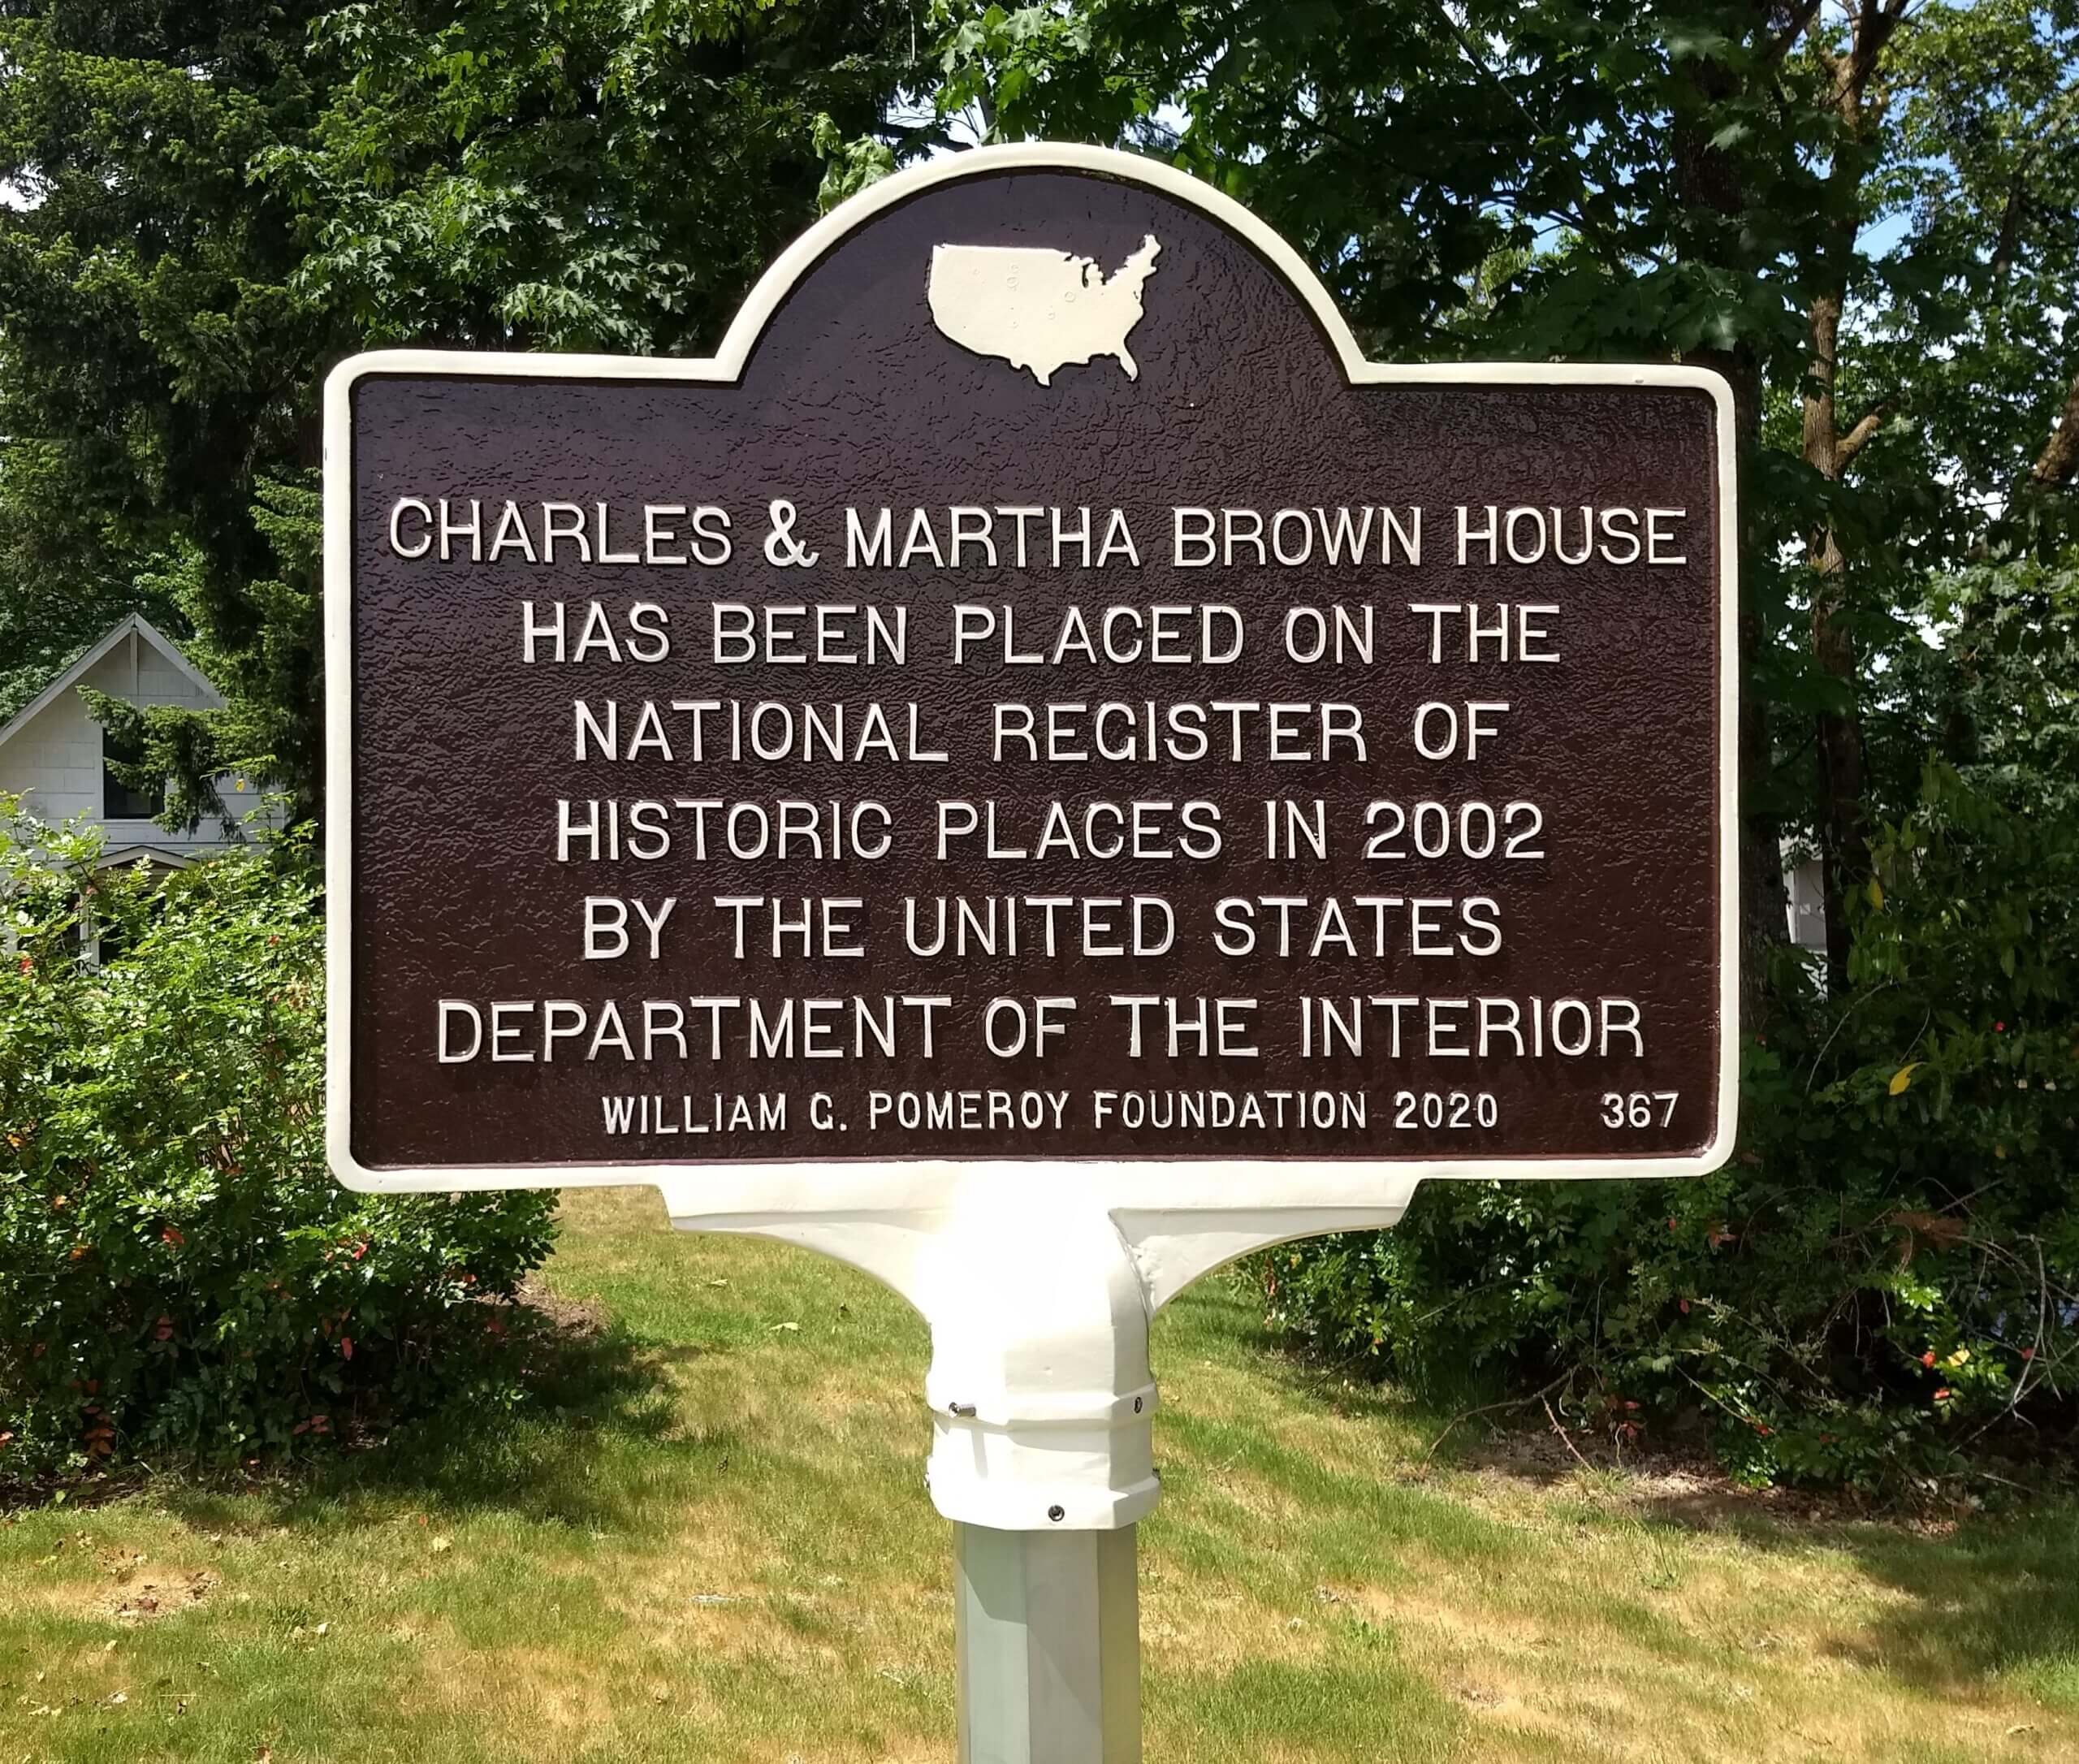 CHARLES & MARTHA BROWN HOUSE
HAS BEEN PLACED ON THE
NATIONAL REGISTER OF
HISTORIC PLACES IN 2002
BY THE UNITED STATES
DEPARTMENT OF THE INTERIOR
WILLIAM G. POMEROY FOUNDATION 2020 367